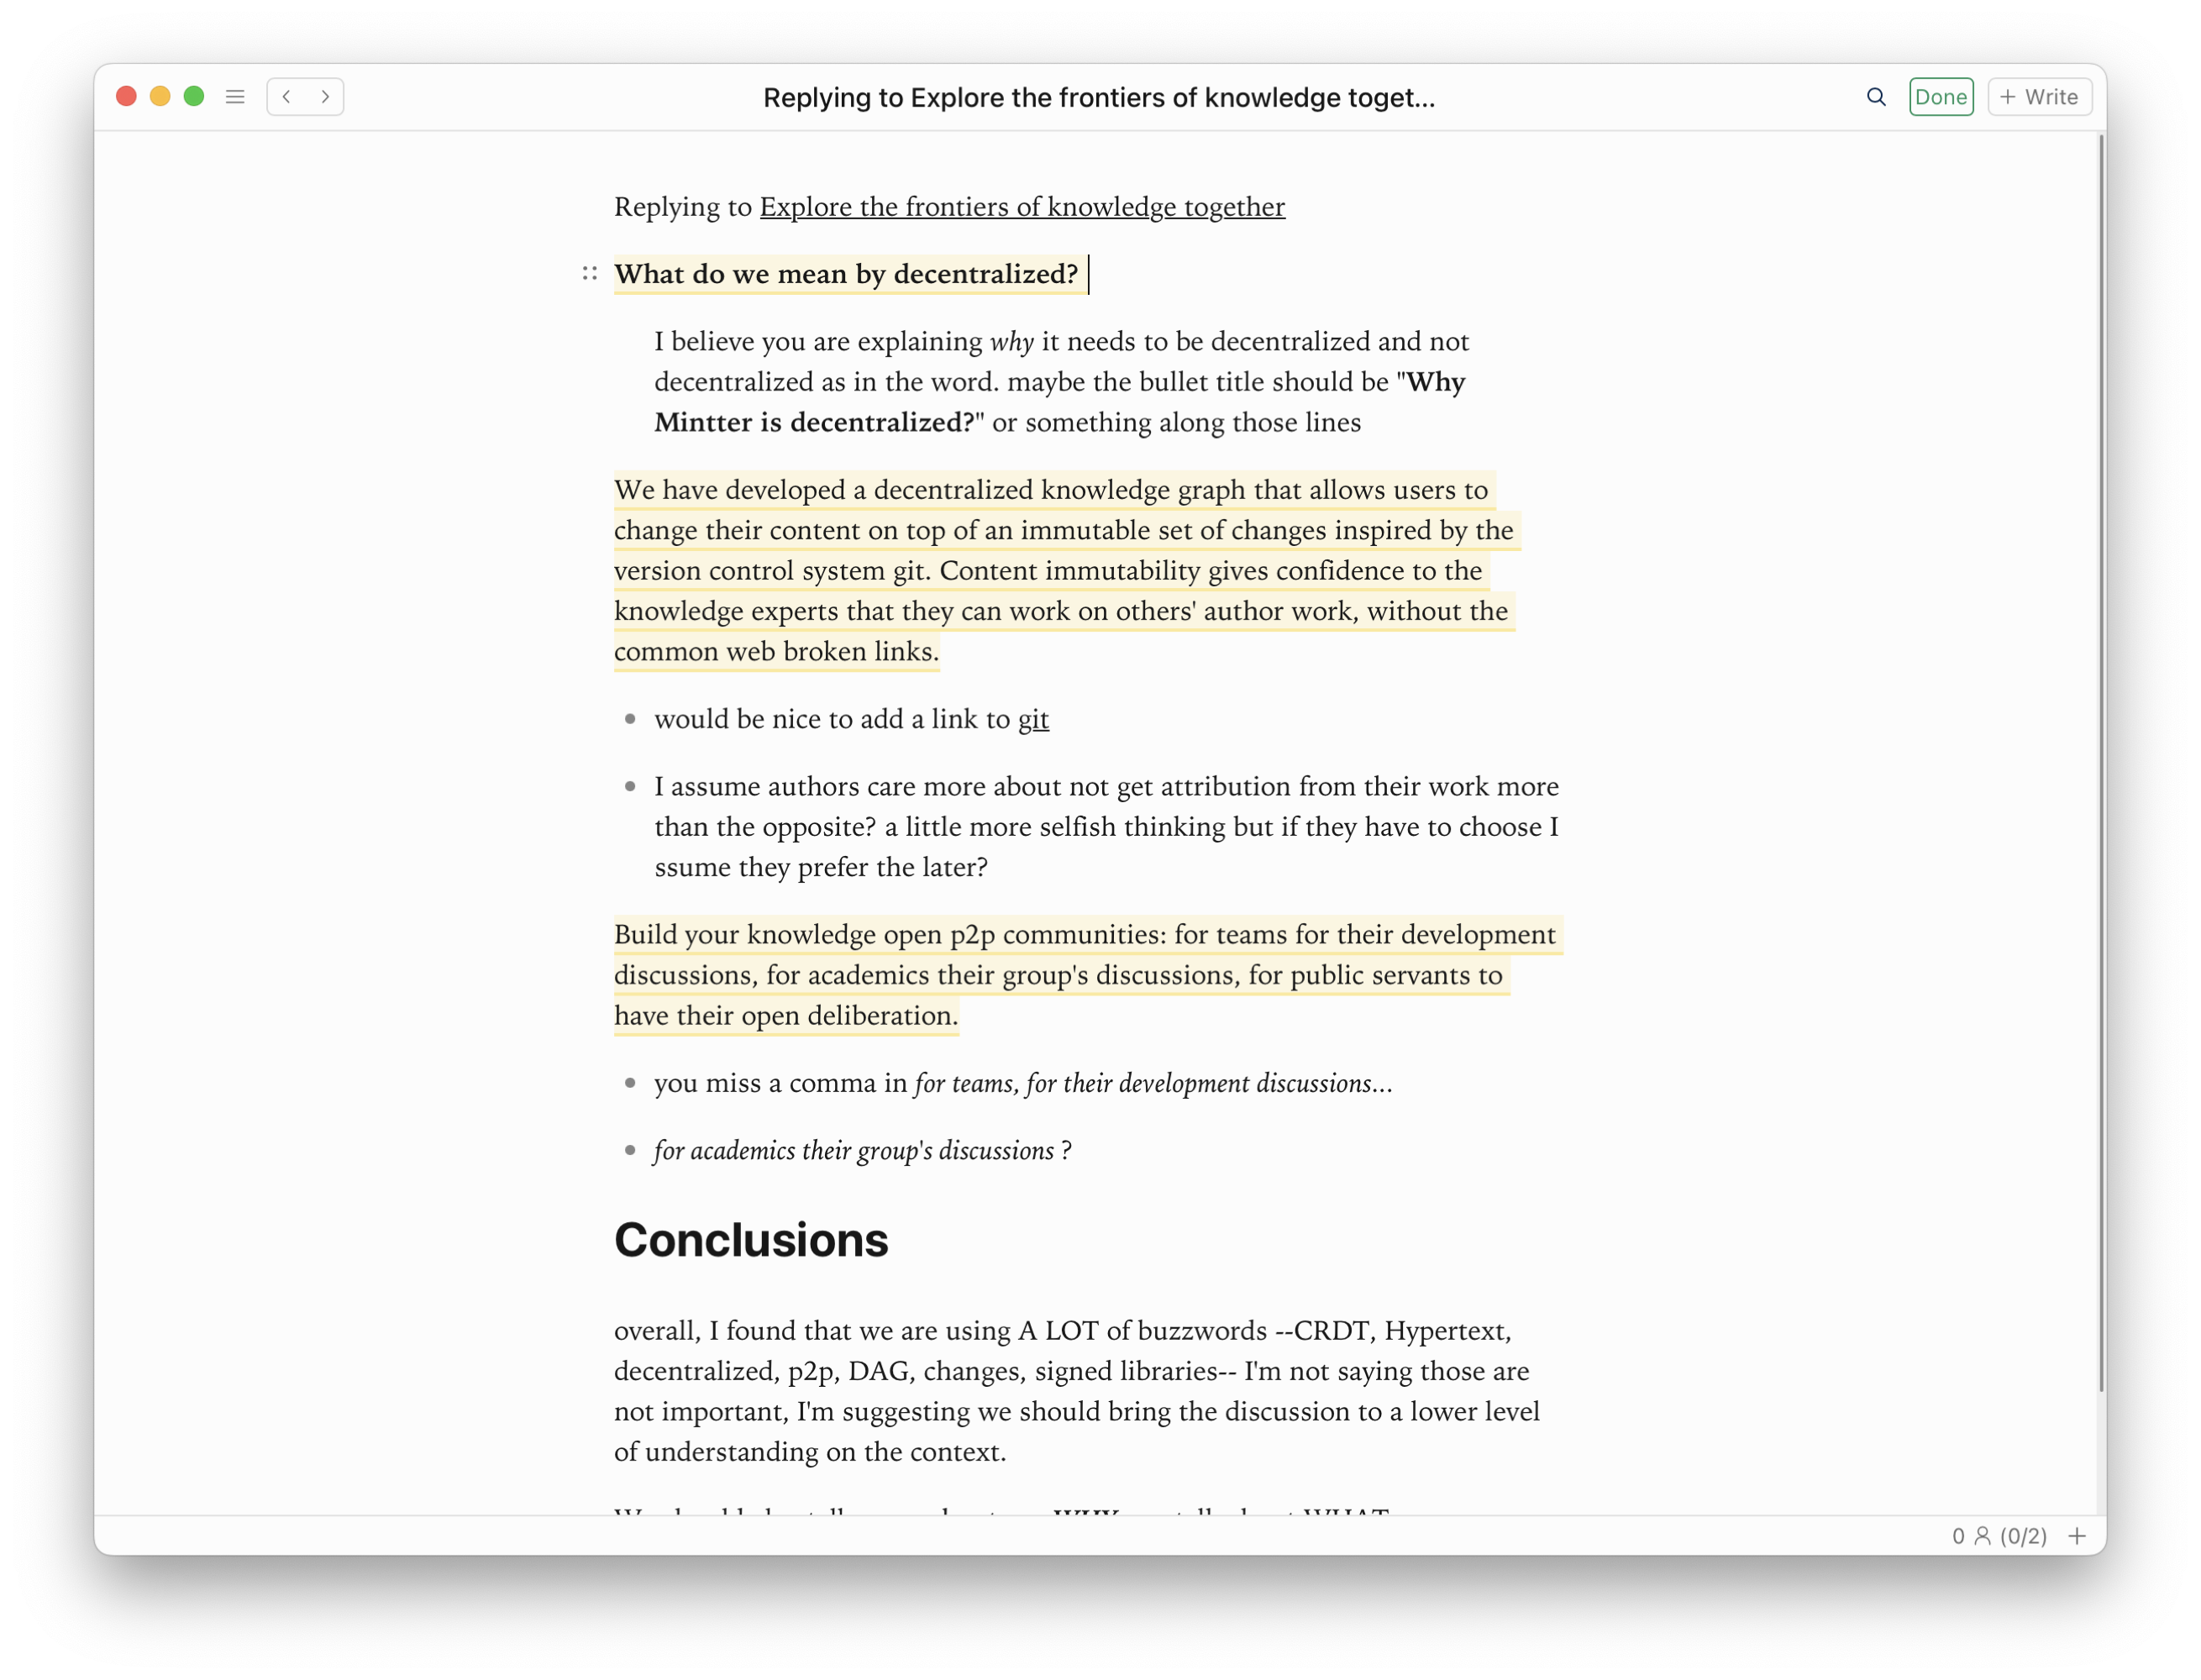 Replying to Explore the frontiers of knowledge toget...
Done
+ Write
Replying to Explore the frontiers of knowledge together
What do we mean by decentralized?
I believe you are explaining why it needs to be decentralized and not
decentralized as in the word. maybe the bullet title should be "Why
Mintter is decentralized?" or something along those lines
We have developed a decentralized knowledge graph that allows users to
change their content on top of an immutable set of changes inspired by the
version control system git. Content immutability gives confidence to the
knowledge experts that they can work on others' author work, without the
common web broken links.
would be nice to add a link to git
I assume authors care more about not get attribution from their work more
than the opposite? a little more selfish thinking but if they have to choose I
ssume they prefer the later?
Build your knowledge open p2p communities: for teams for their development
discussions, for academics their group's discussions, for public servants to
have their open deliberation.
you miss a comma in for teams, for their development discussions...
for academics their group's discussions ?
Conclusions
overall, I found that we are using A LOT of buzzwords --CRDT, Hypertext,
decentralized, p2p, DAG, changes, signed libraries-- I'm not saying those are
not important, I'm suggesting we should bring the discussion to a lower level
of understanding on the context.
WHY WHAT
0 (0/2) +